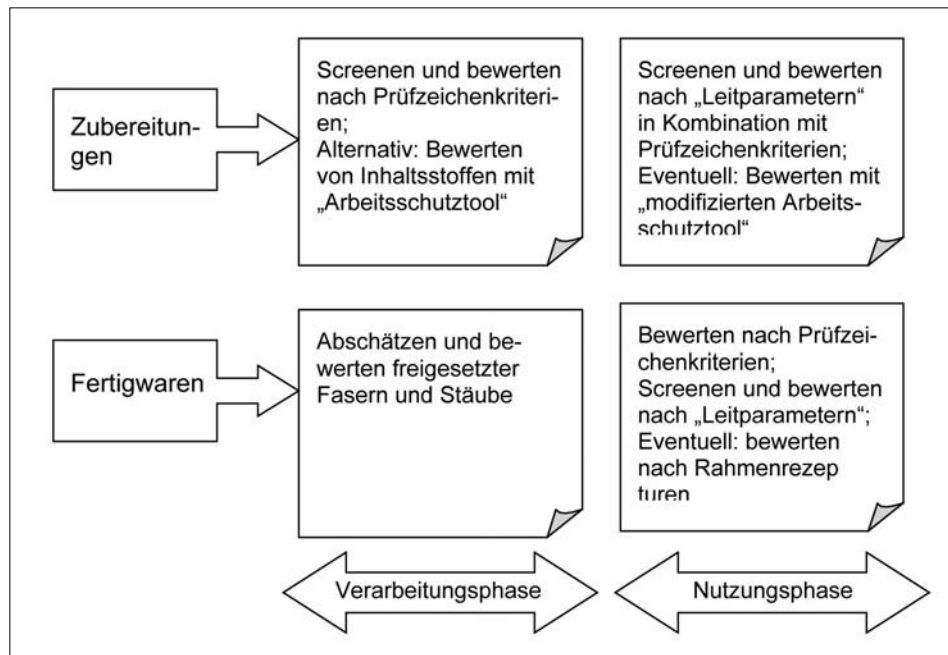 Zubereitun-
gen
Screenen und bewerten
nach Prüfzeichenkriteri-
en;
Alternativ: Bewerten
von Inhaltsstoffen mit
„Arbeitsschutztool“
Screenen und bewerten
nach „Leitparametern“
in Kombination mit
Prüfzeichenkriterien;
Eventuell: Bewerten mit
„modifizierten Arbeits-
schutztool“
Fertigwaren
Abschätzen und be-
werten freigesetzter
Fasern und Stäube
Bewerten nach Prüfzei-
chenkriterien;
Screenen und bewerten
nach „Leitparametern“;
Eventuell: bewerten
nach Rahmenrezep
turen
Verarbeitungsphase
Nutzungsphase